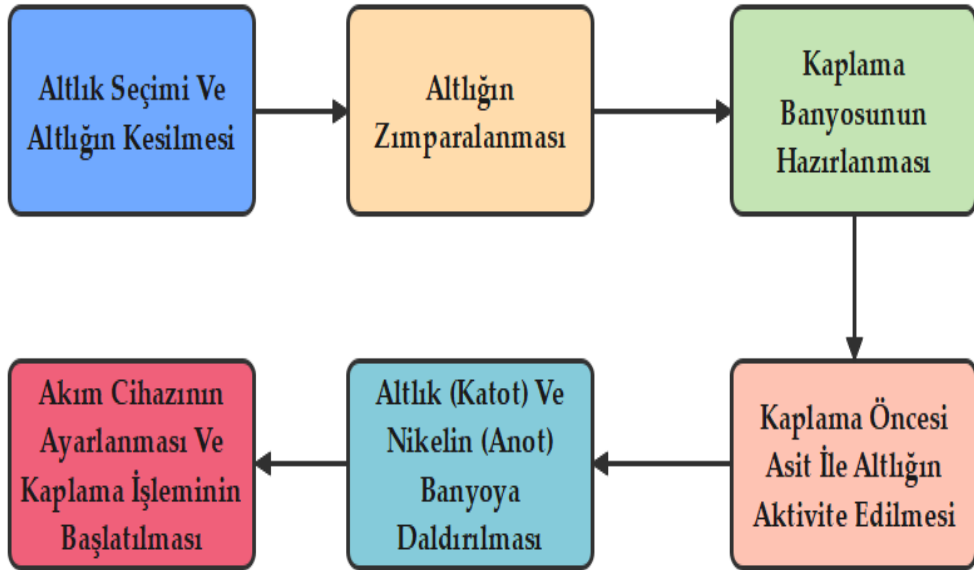 Altlık Seçimi Ve
Altlığın Kesilmesi
Altlığın
Zımparalanması
Kaplama
Banyosunun
Hazırlanması
Kaplama Öncesi
Asit İle Altlığın
Aktivite Edilmesi
Altlık (Katot) Ve
Nikelin (Anot)
Banyoya
Daldırılması
Akım Cihazının
Ayarlanması Ve
Kaplama İşleminin
Başlatılması